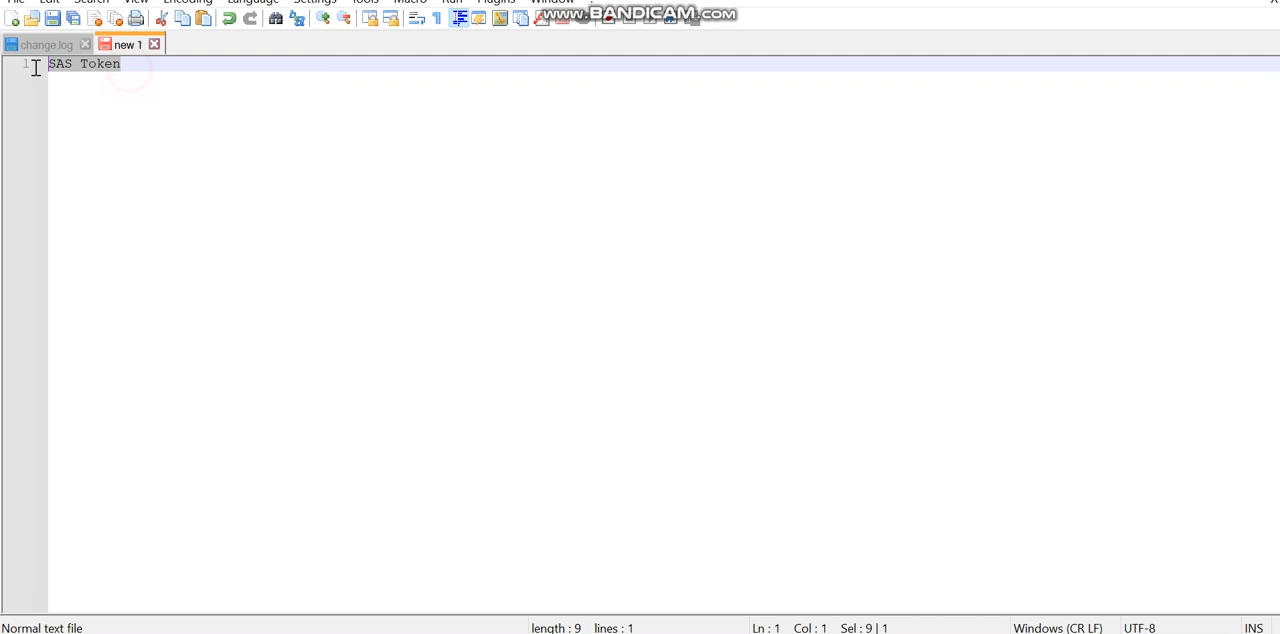 File Edit Search View Encoding Language Settings Tools Macro Run Plugins Window ?
www.BANDICAM.com
change.log new 1
1 SAS Token
Normal text file length : 9 lines : 1 Ln : 1 Col : 1 Sel : 9 | 1 Windows (CR LF) UTF-8 INS